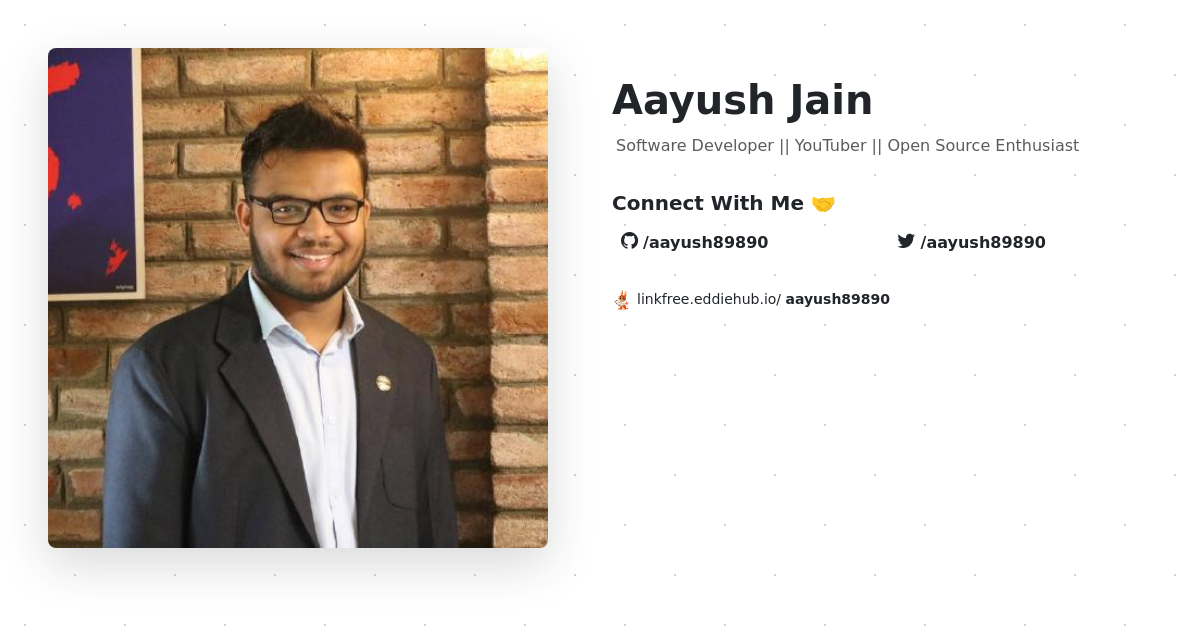 Aayush Jain
Software Developer || YouTuber || Open Source Enthusiast
Connect With Me 🤝
/aayush89890
/aayush89890
linkfree.eddiehub.io/ aayush89890